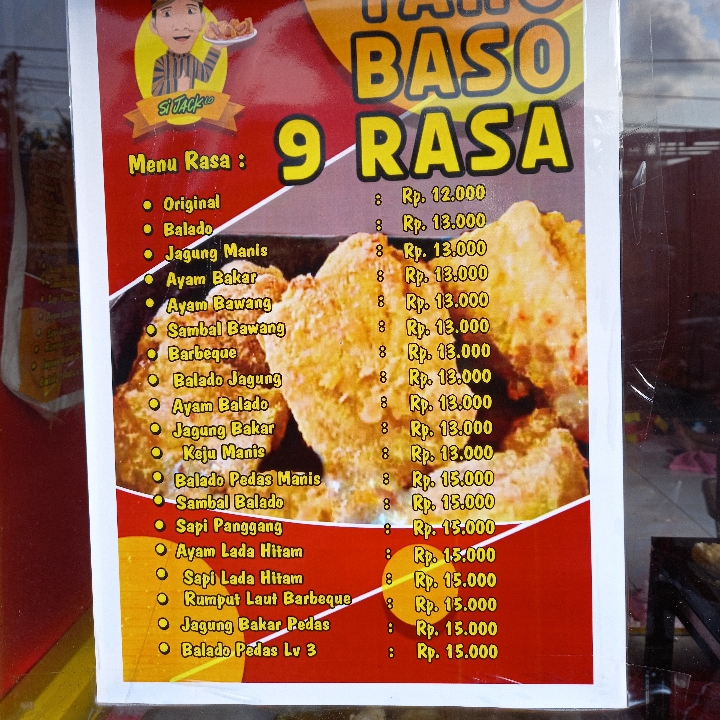 Si JACK
BASO
9 RASA
Menu Rasa :
Original : Rp. 12.000
Balado : Rp. 13.000
Jagung Manis : Rp. 13.000
Ayam Bakar : Rp. 13.000
Ayam Bawang : Rp. 13.000
Sambal Bawang : Rp. 13.000
Barbeque : Rp. 13.000
Balado Jagung : Rp. 13.000
Ayam Balado : Rp. 13.000
Jagung Bakar : Rp. 13.000
Keju Manis : Rp. 13.000
Balado Pedas Manis : Rp. 15.000
Sambal Balado : Rp. 15.000
Sapi Panggang : Rp. 15.000
Ayam Lada Hitam : Rp. 15.000
Sapi Lada Hitam : Rp. 15.000
Rumput Laut Barbeque : Rp. 15.000
Jagung Bakar Pedas : Rp. 15.000
Balado Pedas Lv 3 : Rp. 15.000